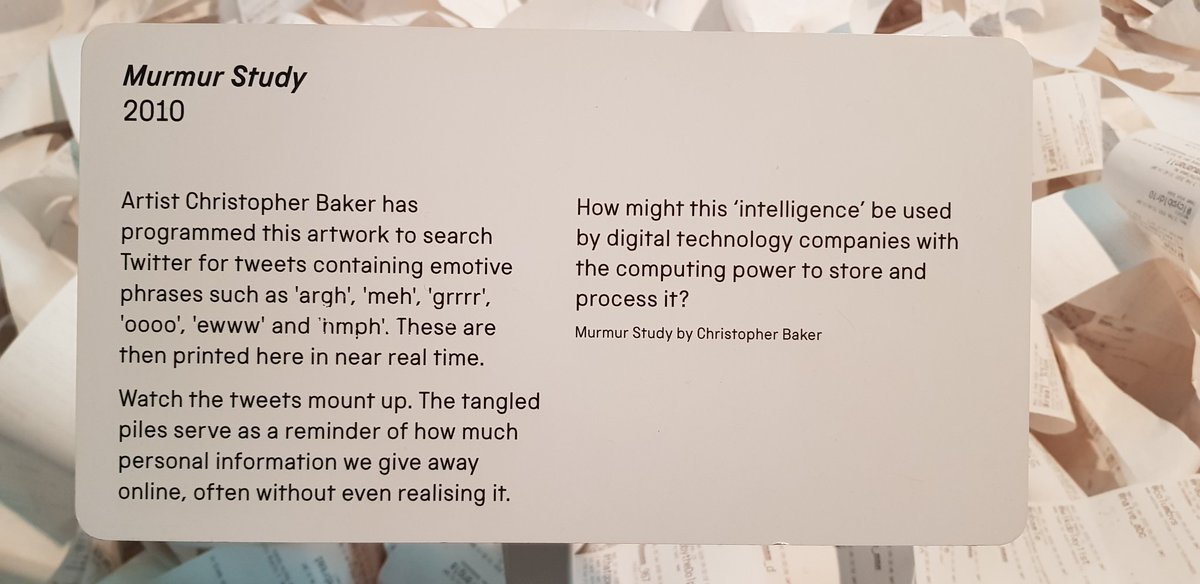 Murmur Study
2010
Artist Christopher Baker has
programmed this artwork to search
Twitter for tweets containing emotive
phrases such as 'argh', 'meh', 'grrrr',
'oooo', 'ewww' and 'hmph'. These are
then printed here in near real time.
Watch the tweets mount up. The tangled
piles serve as a reminder of how much
personal information we give away
online, often without even realising it.
How might this ‘intelligence’ be used
by digital technology companies with
the computing power to store and
process it?
Murmur Study by Christopher Baker